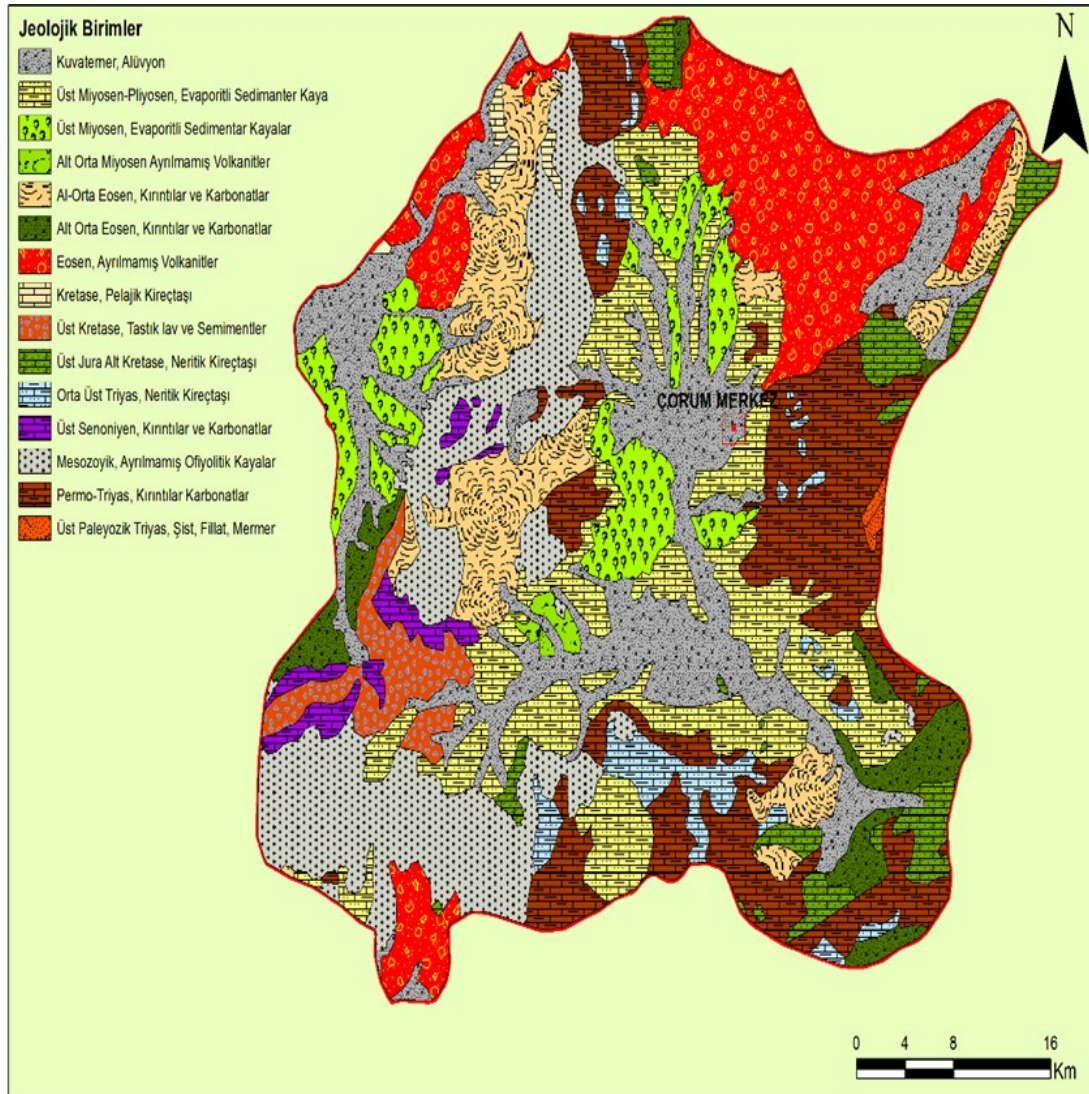 Jeolojik Birimler
Kuvaterner, Alüvyon
Üst Miyosen-Pliyosen, Evaporitli Sedimanter Kaya
Üst Miyosen, Evaporitli Sedimentar Kayalar
Alt Orta Miyosen Ayrılmamış Volkanitler
Al-Orta Eosen, Kırıntılar ve Karbonatlar
Alt Orta Eosen, Kırıntılar ve Karbonatlar
Eosen, Ayrılmamış Volkanitler
Kretase, Pelajik Kireçtaşı
Üst Kretase, Tastık lav ve Semimentler
Üst Jura Alt Kretase, Neritik Kireçtaşı
Orta Üst Triyas, Neritik Kireçtaşı
Üst Senoniyen, Kırıntılar ve Karbonatlar
Mesozoyik, Ayrılmamış Ofiyolitik Kayalar
Permo-Triyas, Kırıntılar Karbonatlar
Üst Paleyozik Triyas, Şist, Fillat, Mermer
N
ÇORUM MERKEZ
0 4 8 16
Km